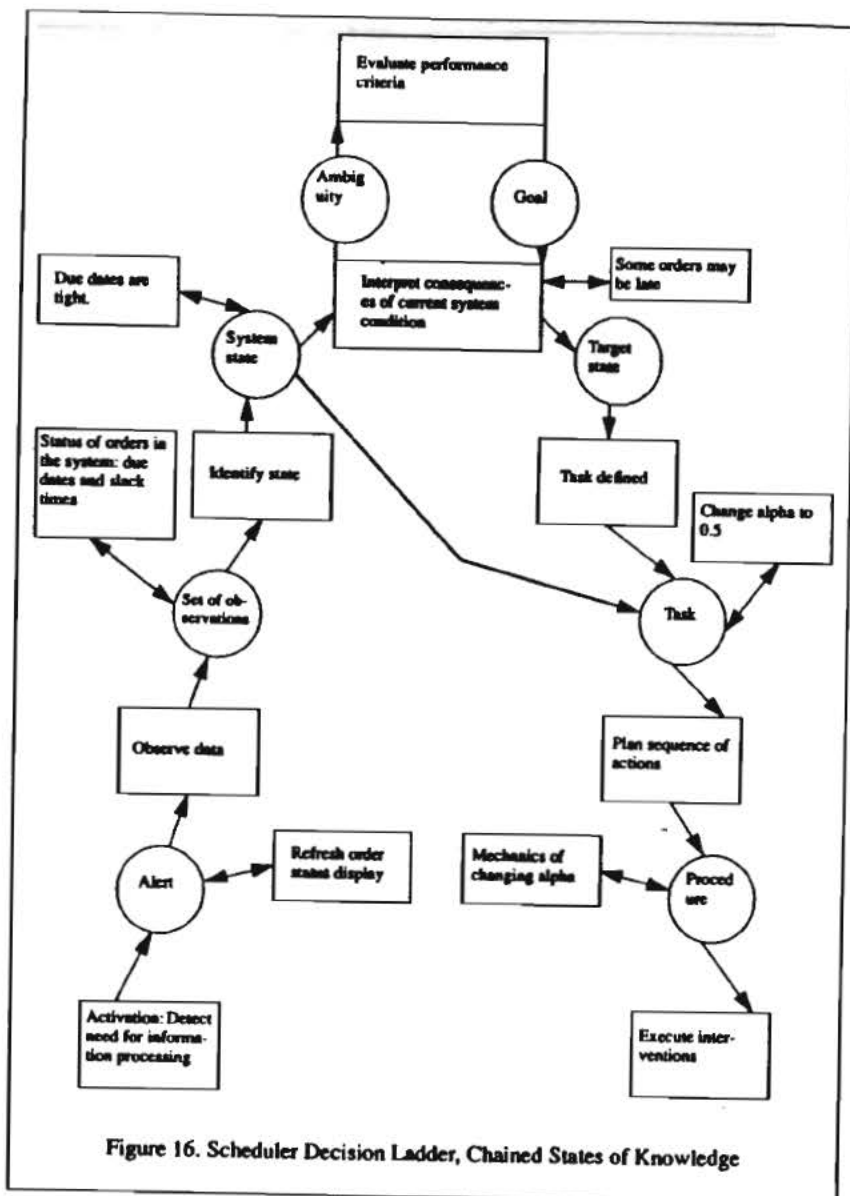 Evaluate performance
criteria
Ambig
uity
Goal
Due dates are
tight.
System
state
Interpret consequenc-
es of current system
condition
Some orders may
be late
Target
state
Status of orders in
the system: due
dates and slack
times
Identify state
Task defined
Change alpha to
0.5
Set of ob-
servations
Task
Observe data
Plan sequence of
actions
Alert
Refresh order
states display
Mechanics of
changing alpha
Proced
ure
Activation: Detect
need for informa-
tion processing
Execute inter-
ventions
Figure 16. Scheduler Decision Ladder, Chained States of Knowledge